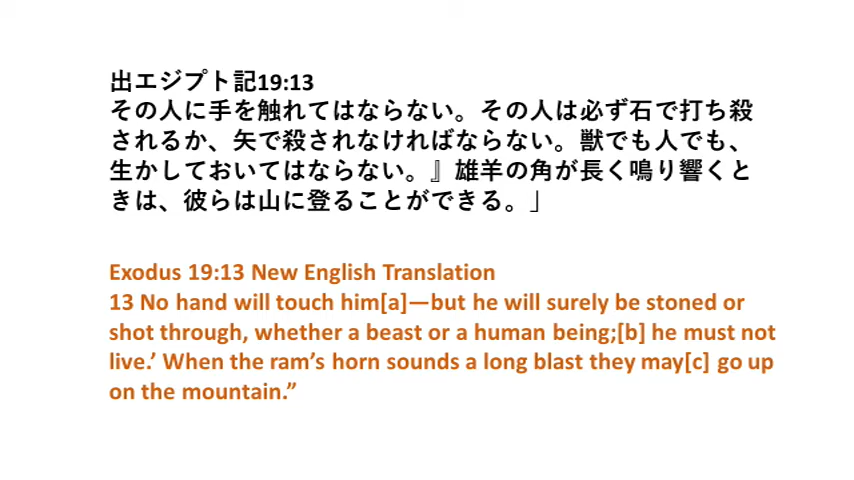 出エジプト記19:13
その人に手を触れてはならない。その人は必ず石で打ち殺
されるか、矢で殺されなければならない。獣でも人でも、
生かしておいてはならない。』雄羊の角が長く鳴り響くと
きは、彼らは山に登ることができる。」
Exodus 19:13 New English Translation
13 No hand will touch him[a]—but he will surely be stoned or
shot through, whether a beast or a human being;[b] he must not
live.’ When the ram’s horn sounds a long blast they may[c] go up
on the mountain.”